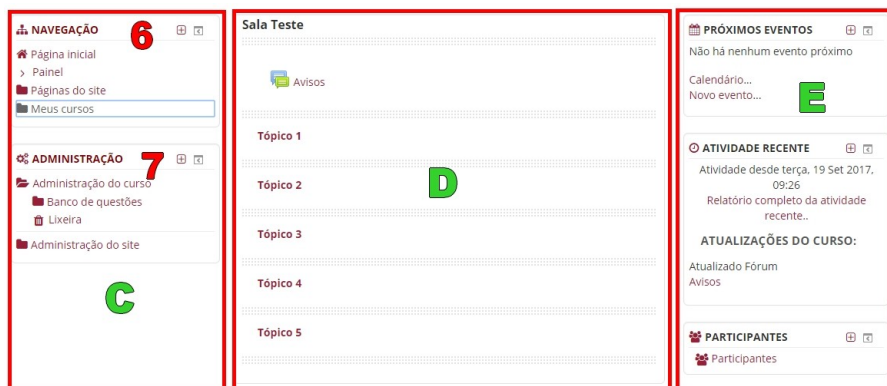 NAVEGAÇÃO
6
Página inicial
Painel
Páginas do site
Meus cursos
ADMINISTRAÇÃO
7
Administração do curso
Banco de questões
Lixeira
Administração do site
C
Sala Teste
Avisos
Tópico 1
Tópico 2
D
Tópico 3
Tópico 4
Tópico 5
PRÓXIMOS EVENTOS
Não há nenhum evento próximo
Calendário...
Novo evento...
E
ATIVIDADE RECENTE
Atividade desde terça, 19 Set 2017,
09:26
Relatório completo da atividade
recente..
ATUALIZAÇÕES DO CURSO:
Atualizado Fórum
Avisos
PARTICIPANTES
Participantes